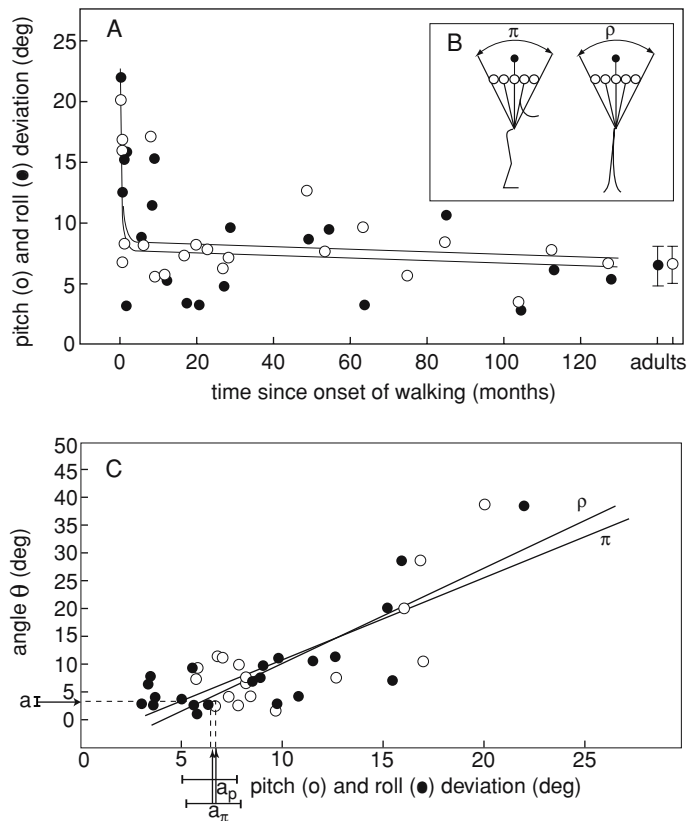 A
B
π
ρ
pitch (o) and roll (●) deviation (deg)
25
20
15
10
5
0
0 20 40 60 80 100 120 adults
time since onset of walking (months)
C
angle θ (deg)
50
45
40
35
30
25
20
15
10
5
0
ρ
π
a
0 5 10 15 20 25
a_p
a_π
pitch (o) and roll (●) deviation (deg)